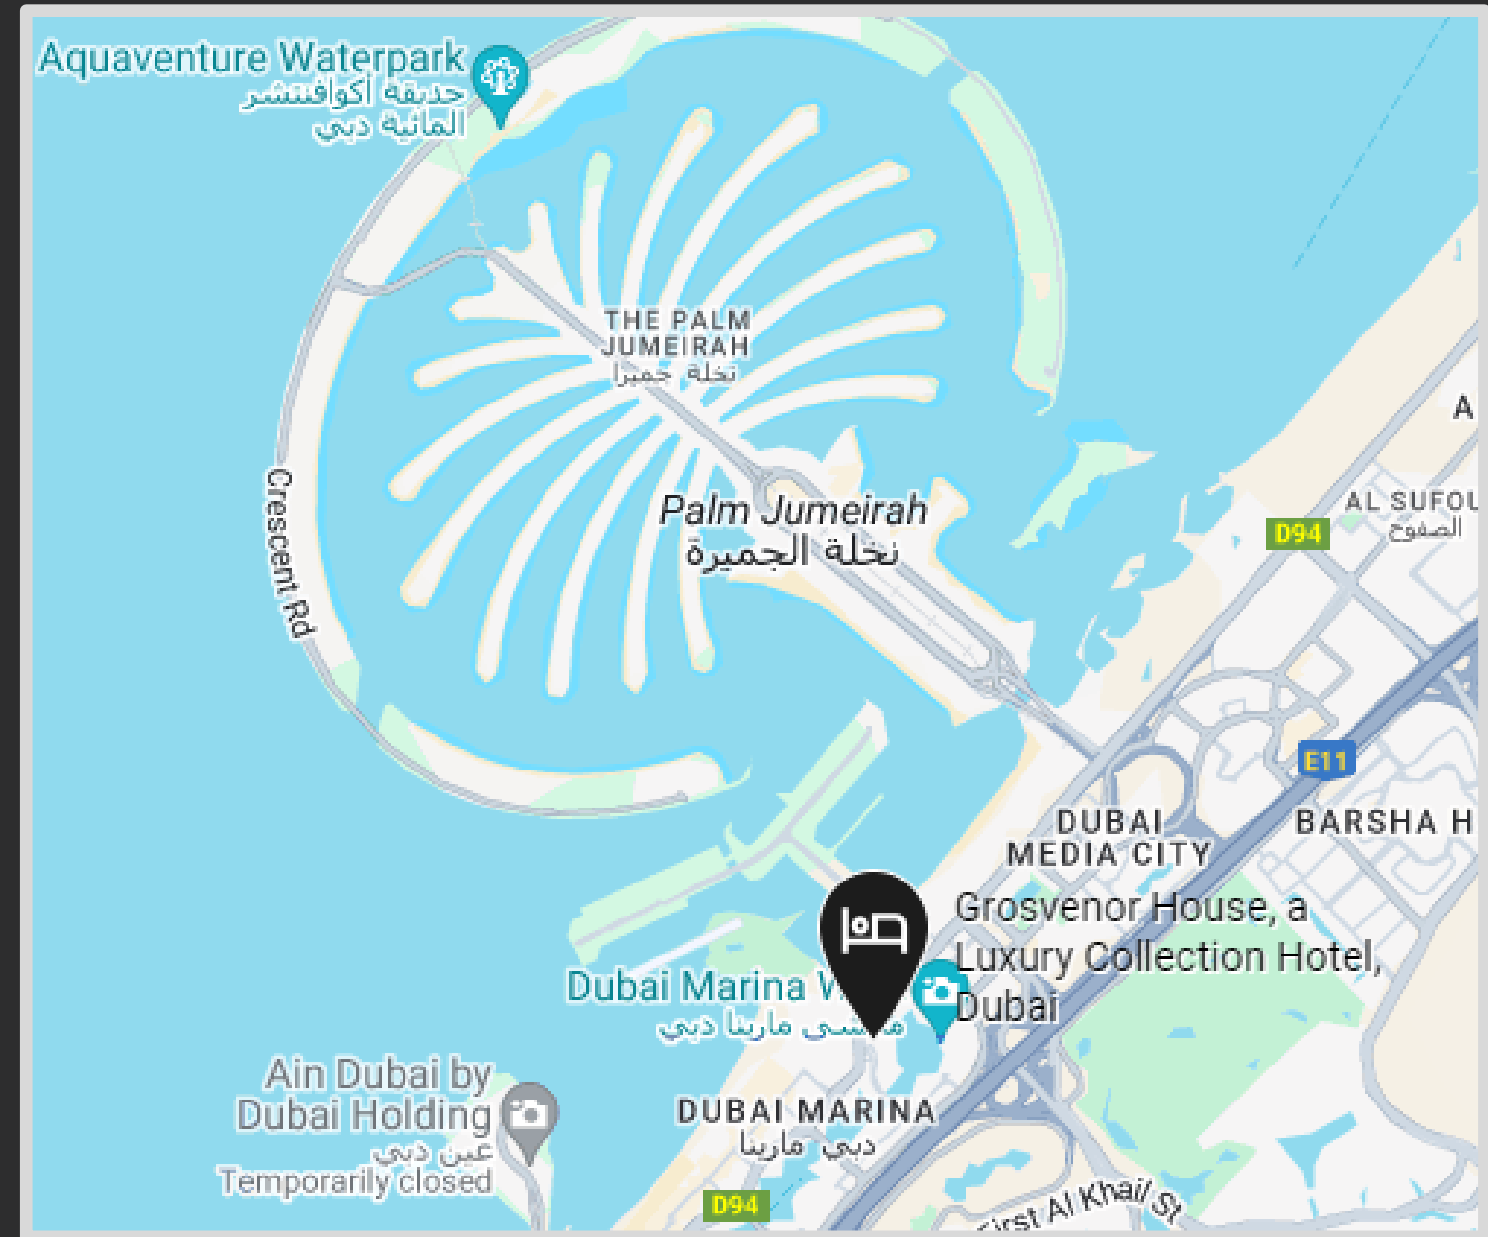 Aquaventure Waterpark
حديقة أكوافنتشر
المائية دبي
THE PALM
JUMEIRAH
نخلة جميرا
Palm Jumeirah
نخلة الجميرة
Crescent Rd
A
AL SUFOU
الصفوح
D94
E11
DUBAI
MEDIA CITY
BARSHA H
Grosvenor House, a
Luxury Collection Hotel,
Dubai
Dubai Marina
مارينا دبي
Ain Dubai by
Dubai Holding
عين دبي
Temporarily closed
DUBAI MARINA
دبي مارينا
D94
First Al Khail St